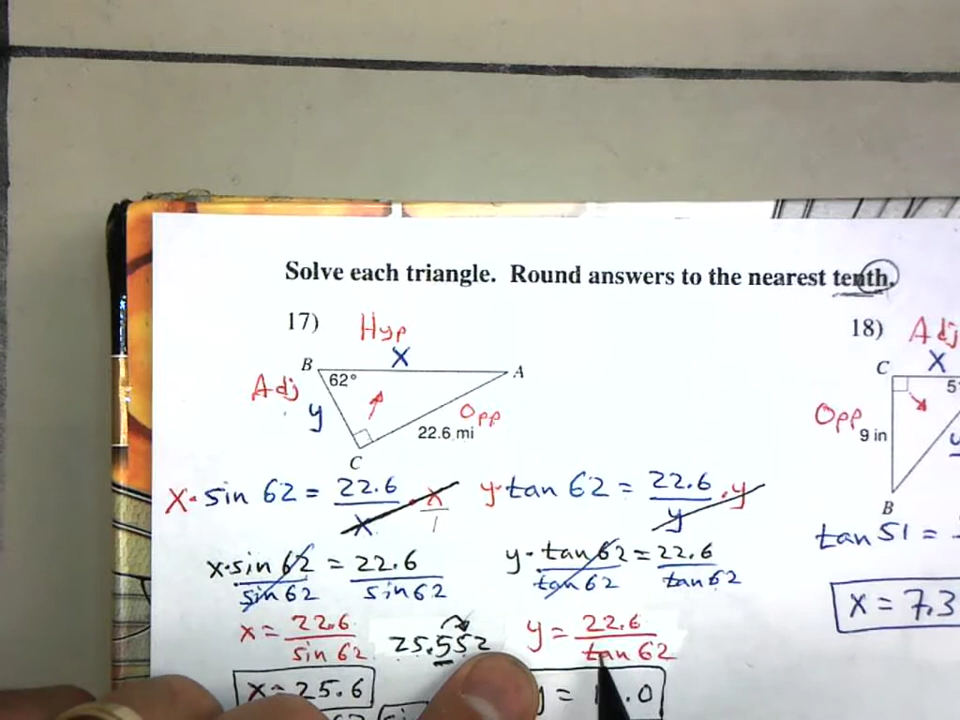 Solve each triangle. Round answers to the nearest tenth.
17) Hyp
x
B 62° A
Adj y
Opp
22.6 mi
C
x · sin 62 = 22.6 / x · x / 1
x · sin 62 / sin 62 = 22.6 / sin 62
x = 22.6 / sin 62
25.552
x = 25.6
y · tan 62 = 22.6 / y · y
y · tan 62 / tan 62 = 22.6 / tan 62
y = 22.6 / tan 62
18) Adj
C x
Opp
9 in
B
tan 51 =
x = 7.3